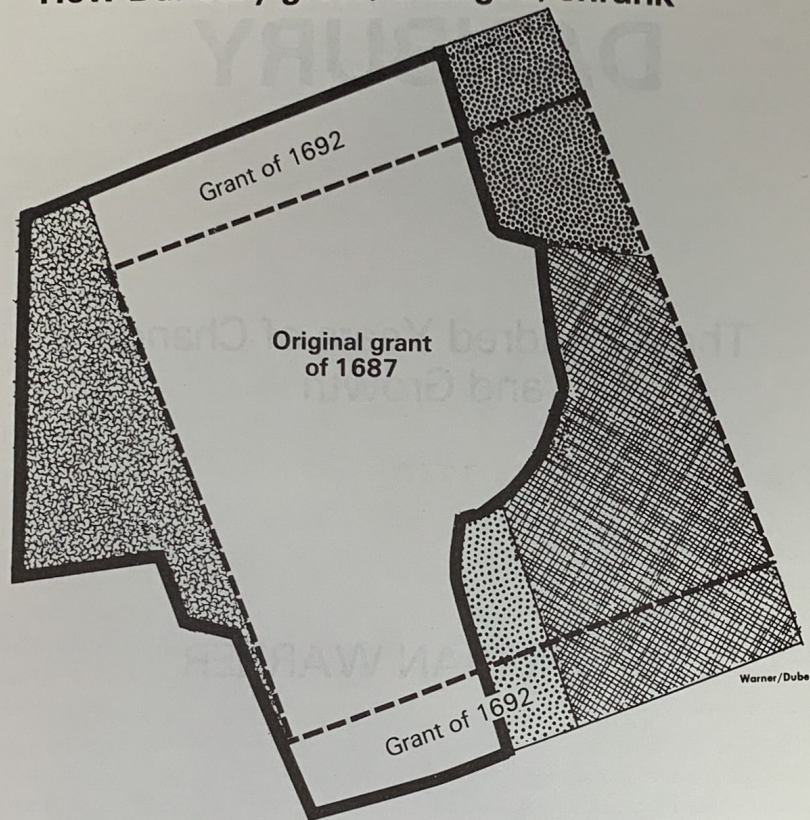 Grant of 1692
Original grant
of 1687
Grant of 1692
Warner/Dube